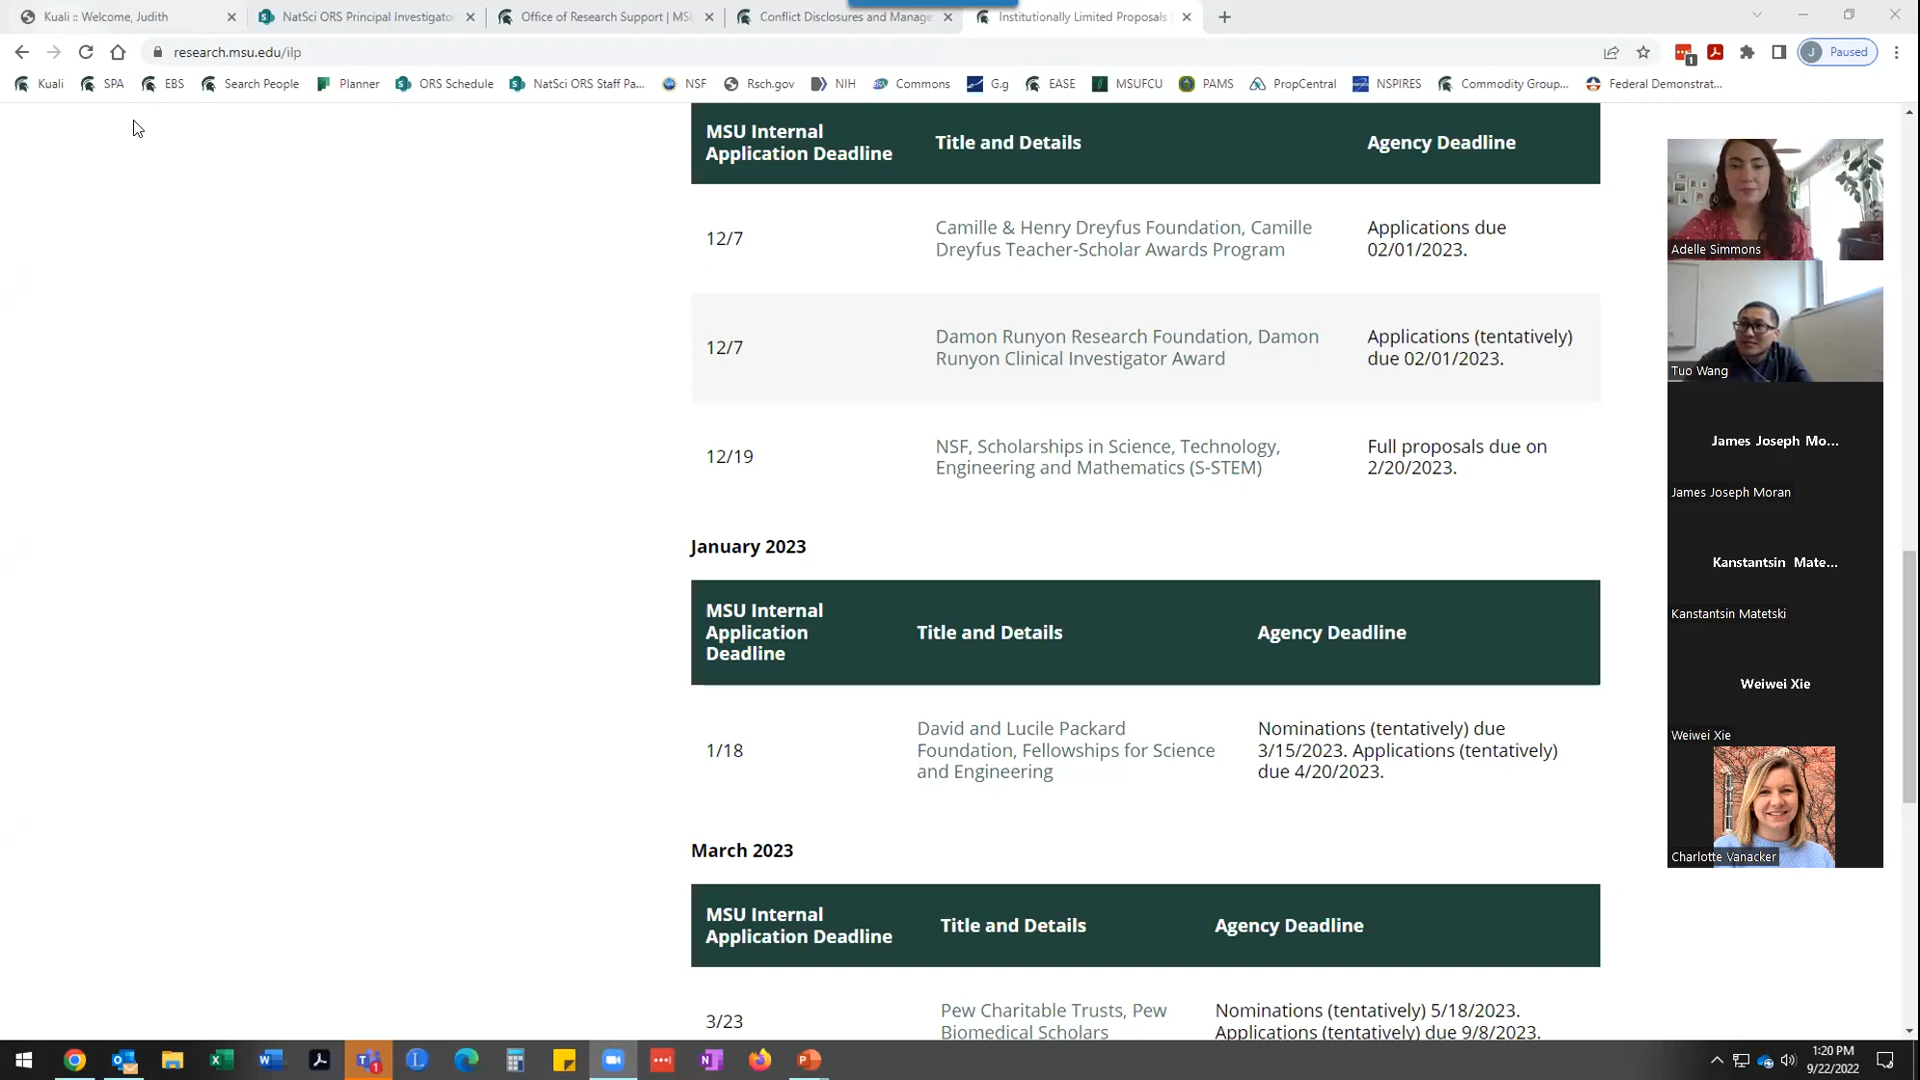 Kuali :: Welcome, Judith
NatSci ORS Principal Investigato
Office of Research Support | MSU
Conflict Disclosures and Manage
Institutionally Limited Proposals |
research.msu.edu/ilp
J Paused
Kuali SPA EBS Search People Planner ORS Schedule NatSci ORS Staff Pa... NSF Rsch.gov NIH Commons G.g EASE MSUFCU PAMS PropCentral NSPIRES Commodity Group... Federal Demonstrat...
MSU Internal
Application Deadline
Title and Details
Agency Deadline
12/7
Camille & Henry Dreyfus Foundation, Camille
Dreyfus Teacher-Scholar Awards Program
Applications due
02/01/2023.
12/7
Damon Runyon Research Foundation, Damon
Runyon Clinical Investigator Award
Applications (tentatively)
due 02/01/2023.
12/19
NSF, Scholarships in Science, Technology,
Engineering and Mathematics (S-STEM)
Full proposals due on
2/20/2023.
January 2023
MSU Internal
Application
Deadline
Title and Details
Agency Deadline
1/18
David and Lucile Packard
Foundation, Fellowships for Science
and Engineering
Nominations (tentatively) due
3/15/2023. Applications (tentatively)
due 4/20/2023.
March 2023
MSU Internal
Application Deadline
Title and Details
Agency Deadline
3/23
Pew Charitable Trusts, Pew
Biomedical Scholars
Nominations (tentatively) 5/18/2023.
Applications (tentatively) due 9/8/2023.
Adelle Simmons
Tuo Wang
James Joseph Mo...
James Joseph Moran
Kanstantsin Mate...
Kanstantsin Matetski
Weiwei Xie
Weiwei Xie
Charlotte Vanacker
1:20 PM
9/22/2022